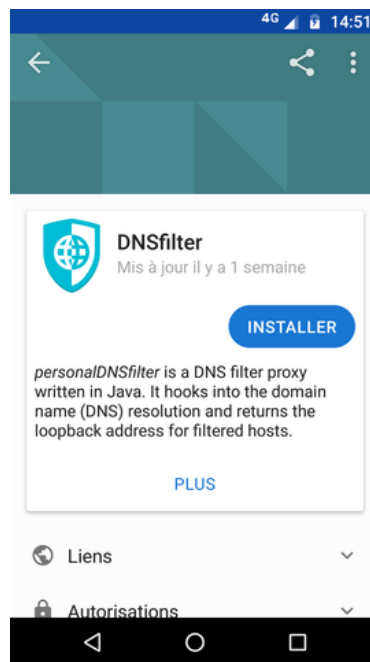 4G 14:51
DNSfilter
Mis à jour il y a 1 semaine
INSTALLER
personalDNSfilter is a DNS filter proxy
written in Java. It hooks into the domain
name (DNS) resolution and returns the
loopback address for filtered hosts.
PLUS
Liens
Autorisations